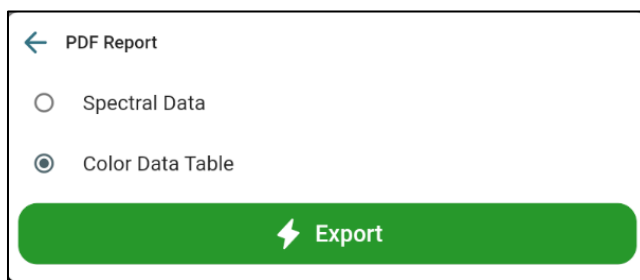 PDF Report
Spectral Data
Color Data Table
Export